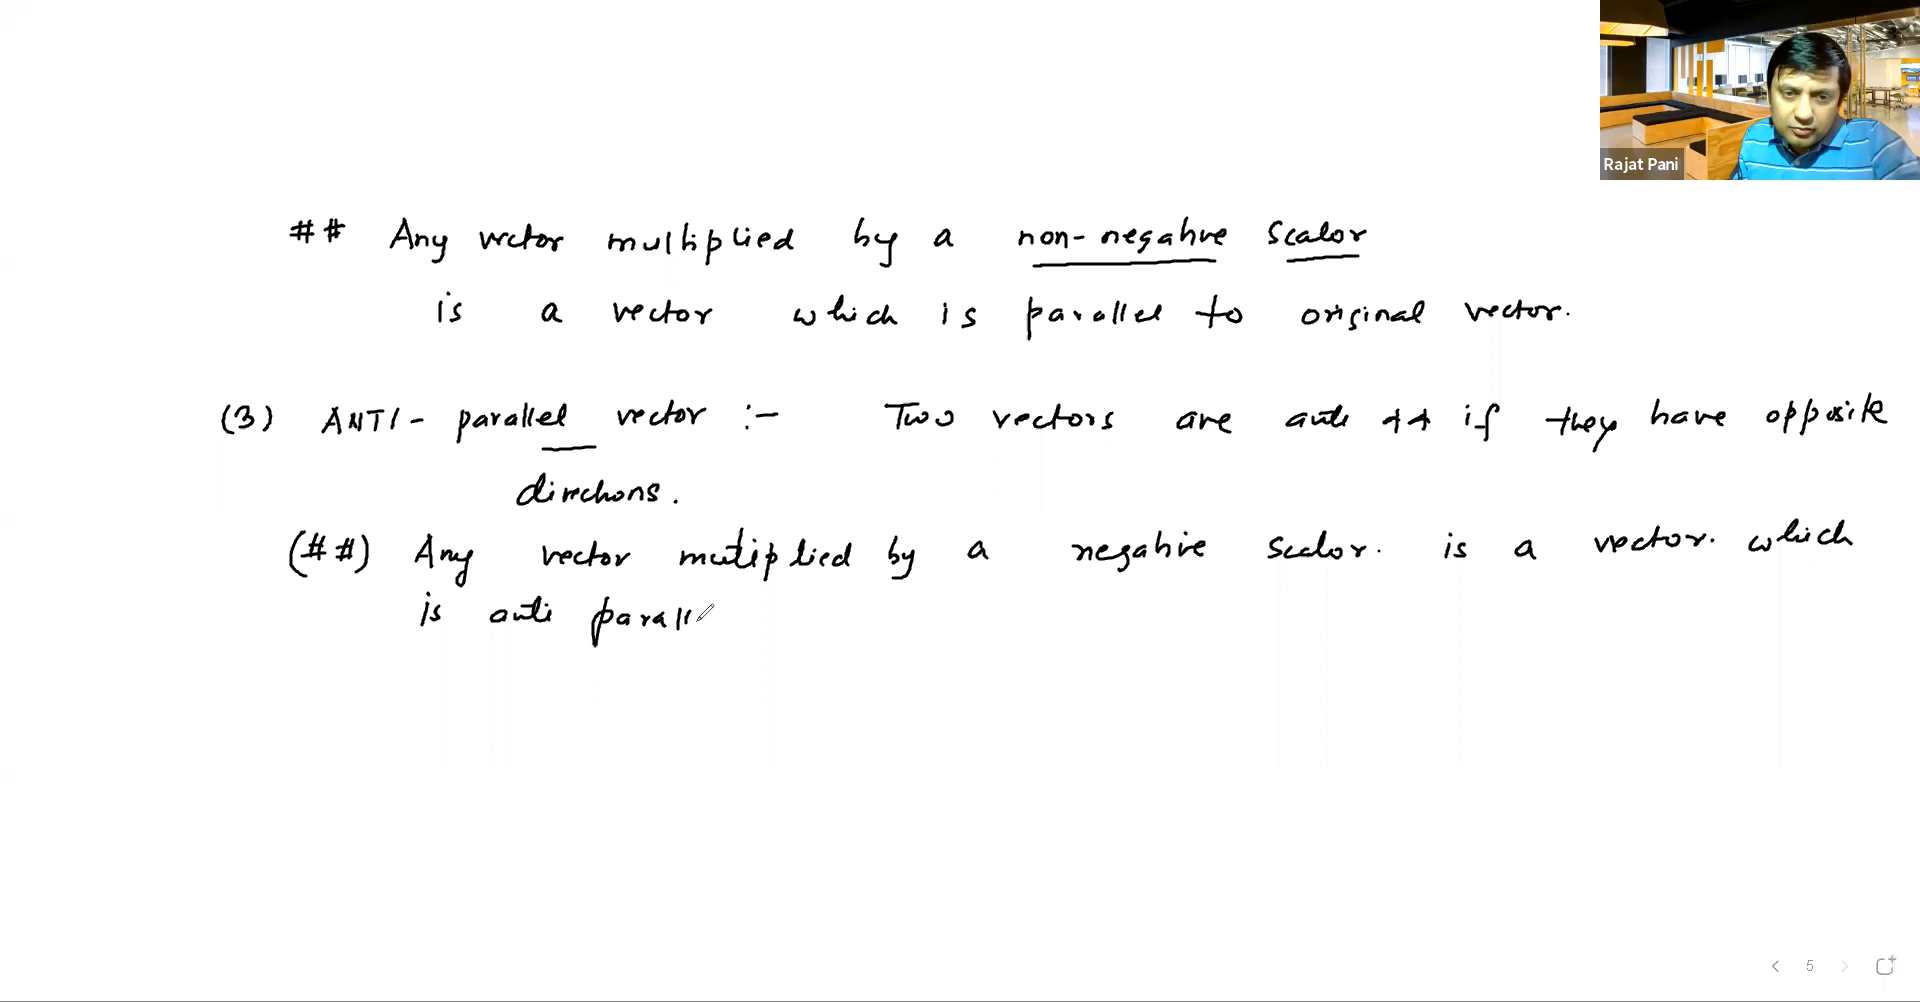 Rajat Pani
## Any vector multiplied by a non-negative scalar
is a vector which is parallel to original vector.
(3) ANTI-parallel vector :- Two vectors are anti if they have opposite
directions.
(##) Any vector mutiplied by a negative scalar. is a vector. which
is anti parall
5